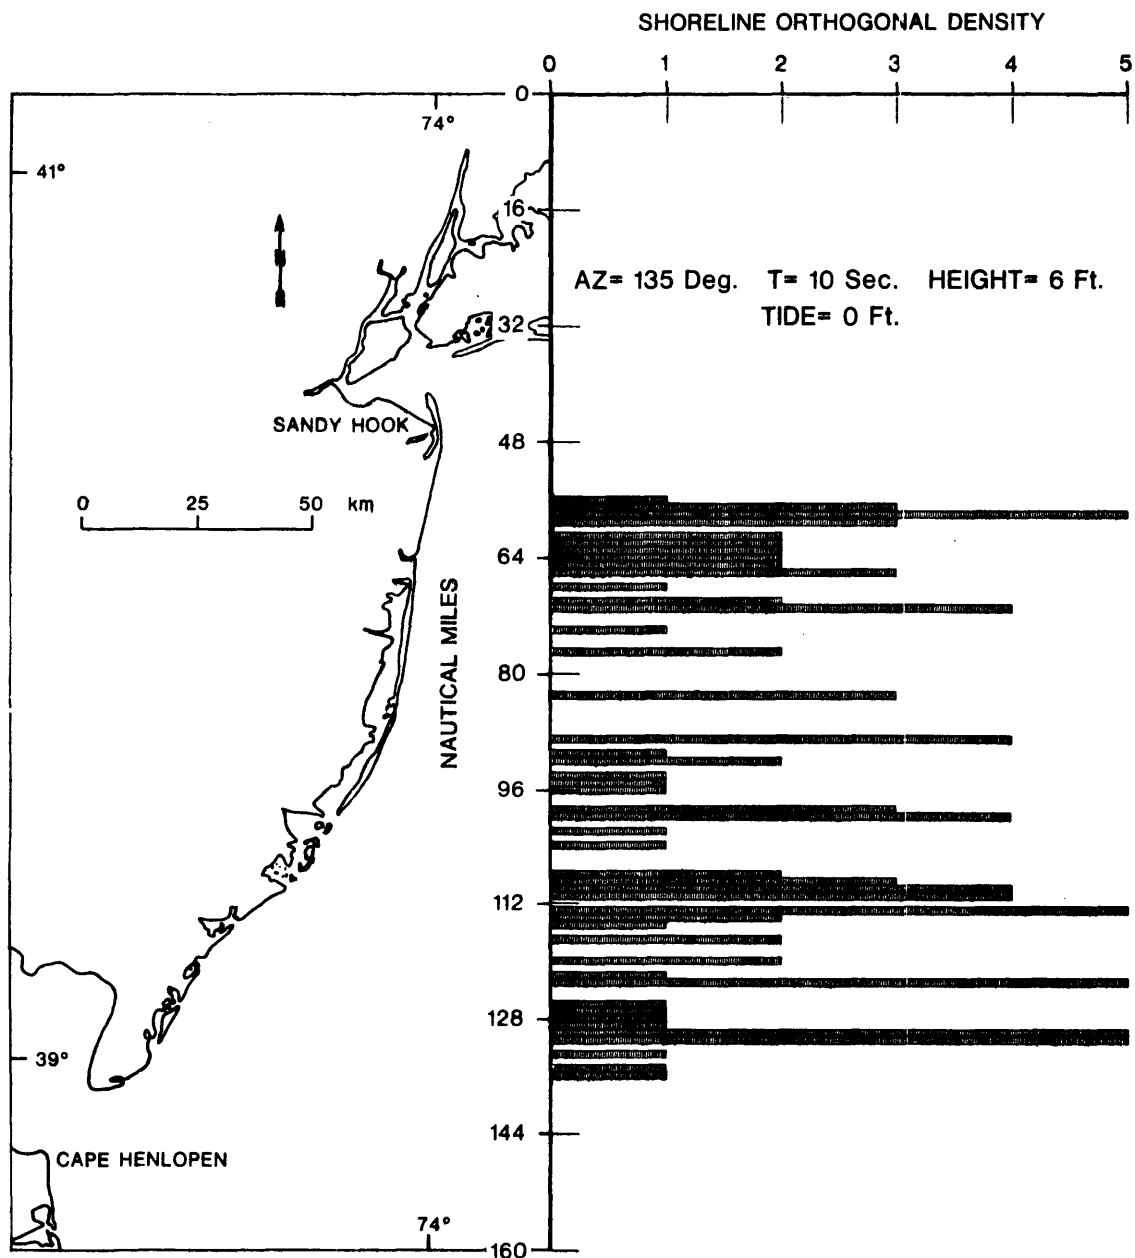 SHORELINE ORTHOGONAL DENSITY
0 1 2 3 4 5
0
74°
41°
16
N
AZ= 135 Deg. T= 10 Sec. HEIGHT= 6 Ft.
TIDE= 0 Ft.
32
SANDY HOOK
48
0 25 50 km
64
NAUTICAL MILES
80
96
112
128
39°
144
CAPE HENLOPEN
74°
160